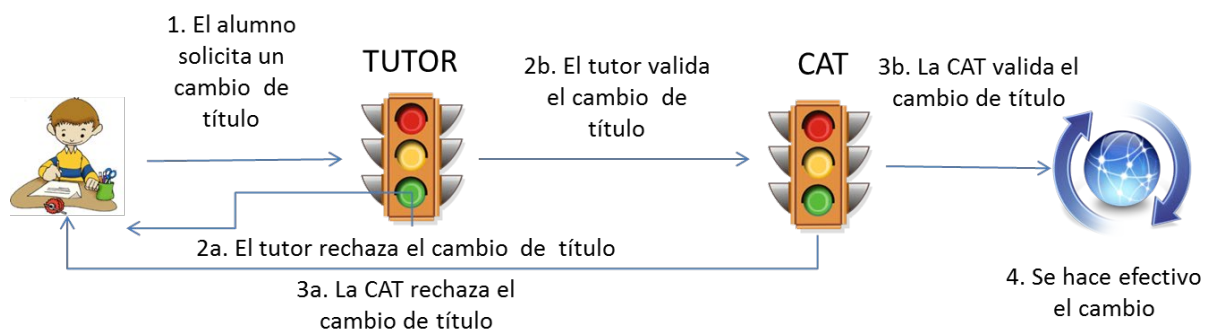 1. El alumno
solicita un
cambio de
título
TUTOR
2b. El tutor valida
el cambio de
título
CAT
3b. La CAT valida el
cambio de título
2a. El tutor rechaza el cambio de título
3a. La CAT rechaza el
cambio de título
4. Se hace efectivo
el cambio